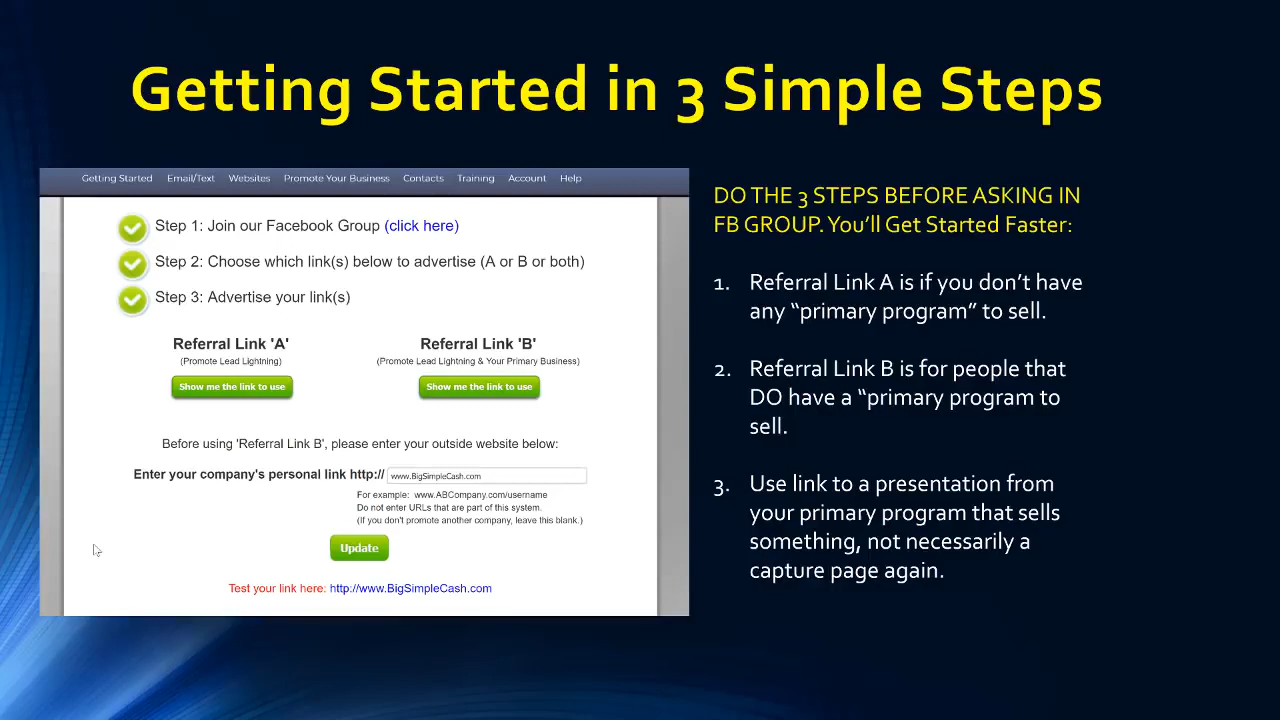 Getting Started in 3 Simple Steps
Getting Started Email/Text Websites Promote Your Business Contacts Training Account Help
Step 1: Join our Facebook Group (click here)
Step 2: Choose which link(s) below to advertise (A or B or both)
Step 3: Advertise your link(s)
Referral Link 'A'
(Promote Lead Lightning)
Show me the link to use
Referral Link 'B'
(Promote Lead Lightning & Your Primary Business)
Show me the link to use
Before using 'Referral Link B', please enter your outside website below:
Enter your company's personal link http:// www.BigSimpleCash.com
For example: www.ABCompany.com/username
Do not enter URLs that are part of this system.
(If you don't promote another company, leave this blank.)
Update
Test your link here: http://www.BigSimpleCash.com
DO THE 3 STEPS BEFORE ASKING IN
FB GROUP. You’ll Get Started Faster:
1. Referral Link A is if you don’t have
any “primary program” to sell.
2. Referral Link B is for people that
DO have a “primary program to
sell.
3. Use link to a presentation from
your primary program that sells
something, not necessarily a
capture page again.